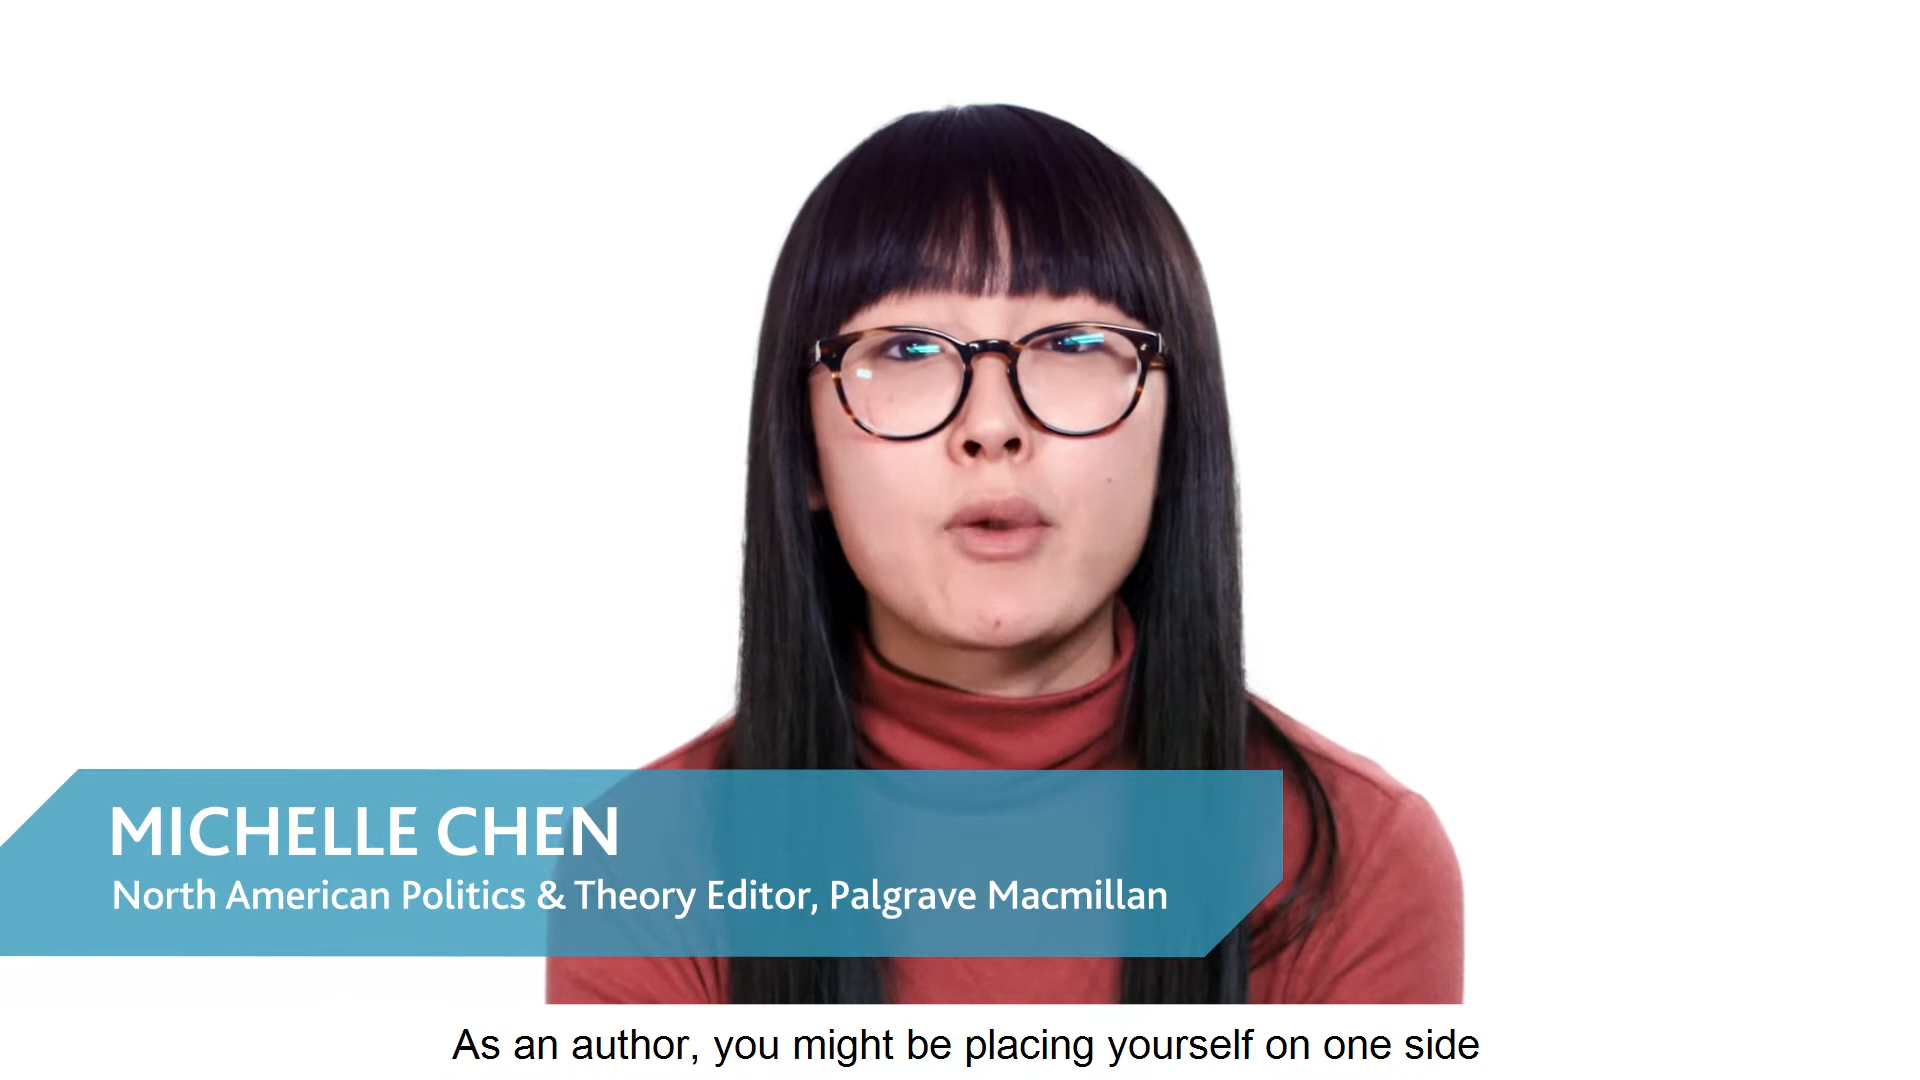 MICHELLE CHEN
North American Politics & Theory Editor, Palgrave Macmillan
As an author, you might be placing yourself on one side